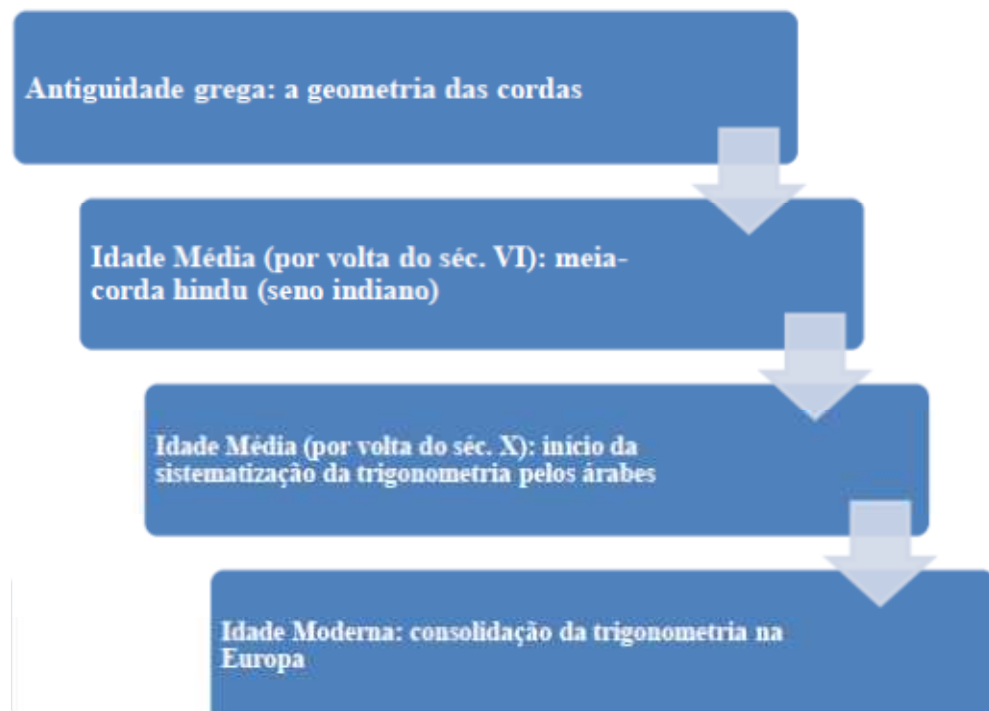 Antiguidade grega: a geometria das cordas
Idade Média (por volta do séc. VI): meia-
corda hindu (seno indiano)
Idade Média (por volta do séc. X): início da
sistematização da trigonometria pelos árabes
Idade Moderna: consolidação da trigonometria na
Europa